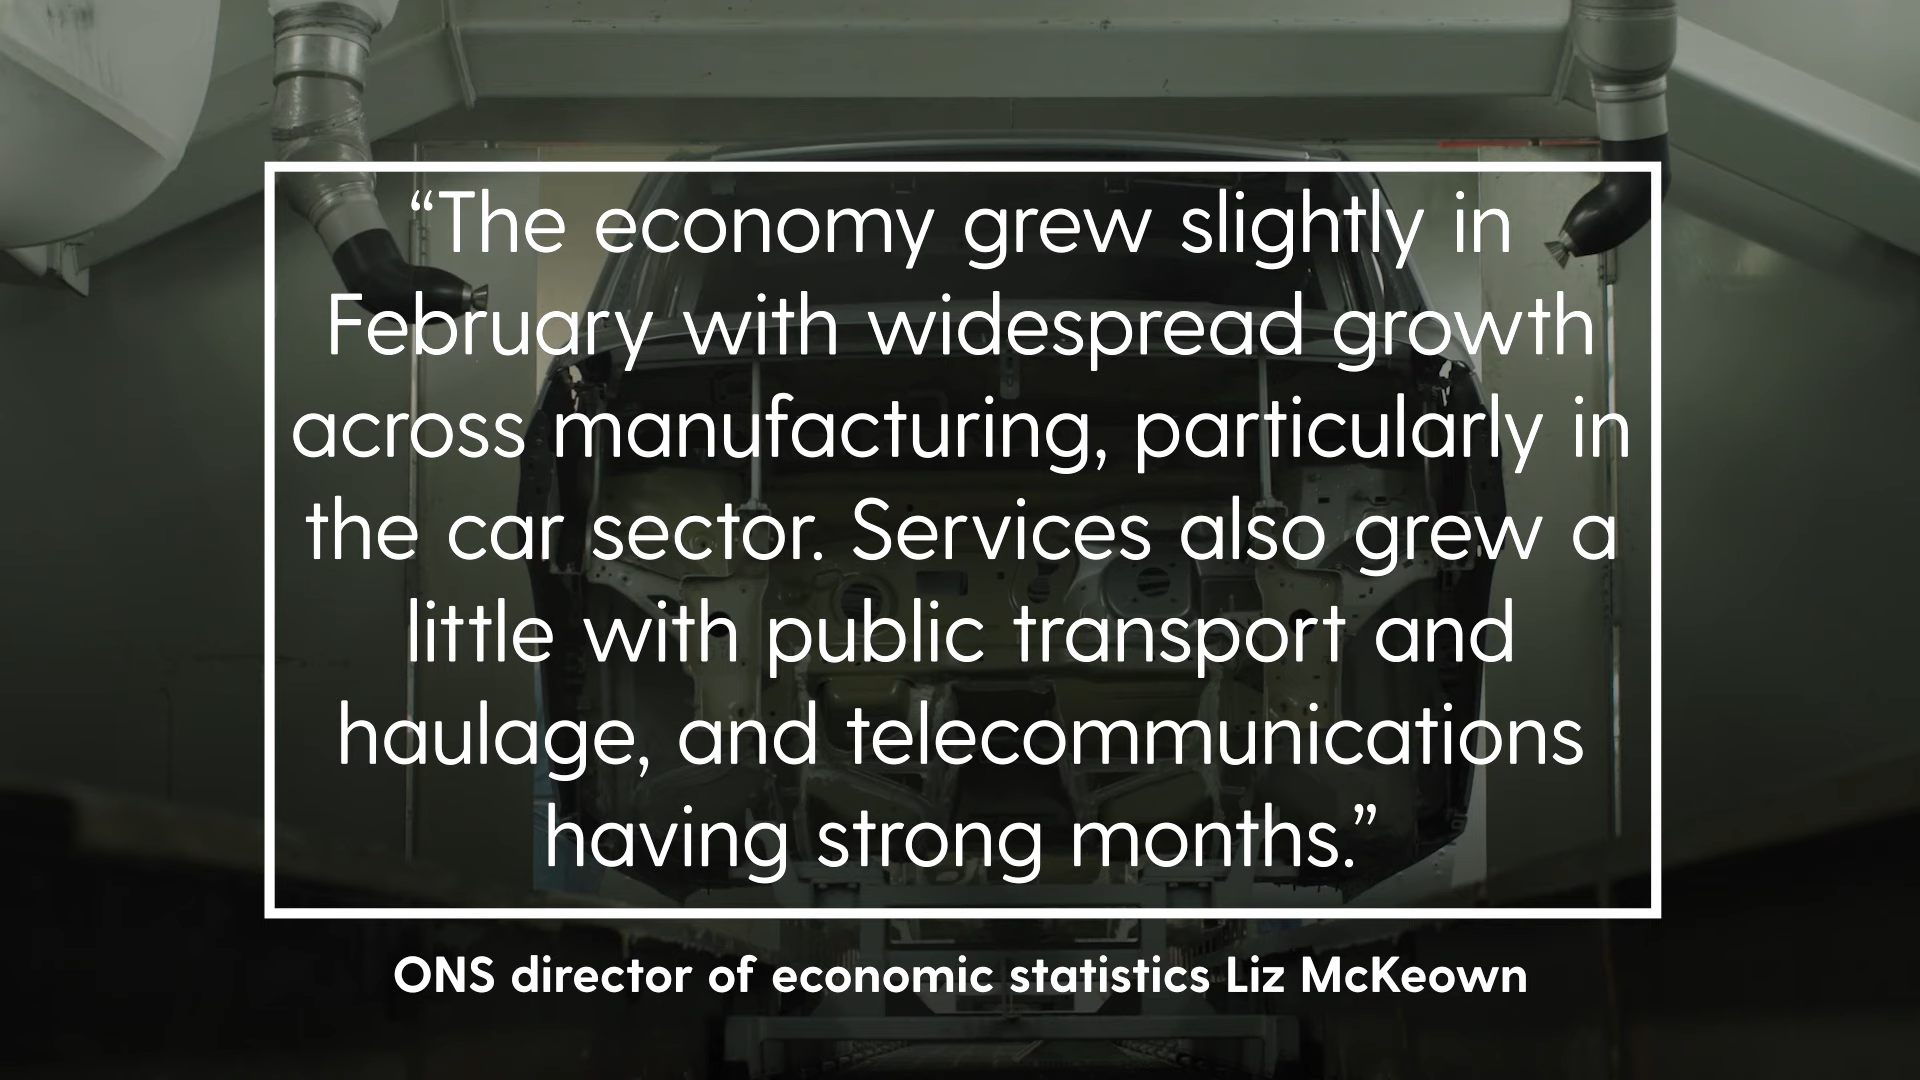 “The economy grew slightly in
February with widespread growth
across manufacturing, particularly in
the car sector. Services also grew a
little with public transport and
haulage, and telecommunications
having strong months.”
ONS director of economic statistics Liz McKeown